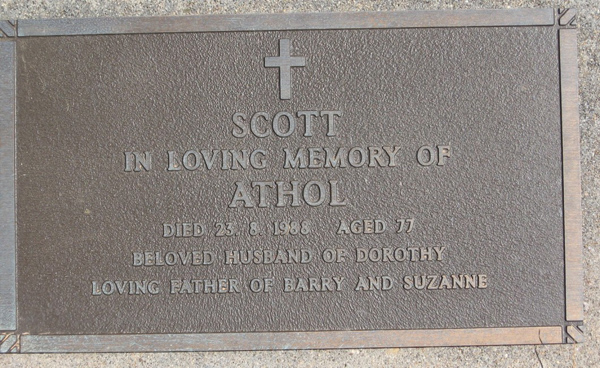 SCOTT
IN LOVING MEMORY OF
ATHOL
DIED 23. 8. 1988 AGED 77
BELOVED HUSBAND OF DOROTHY
LOVING FATHER OF BARRY AND SUZANNE